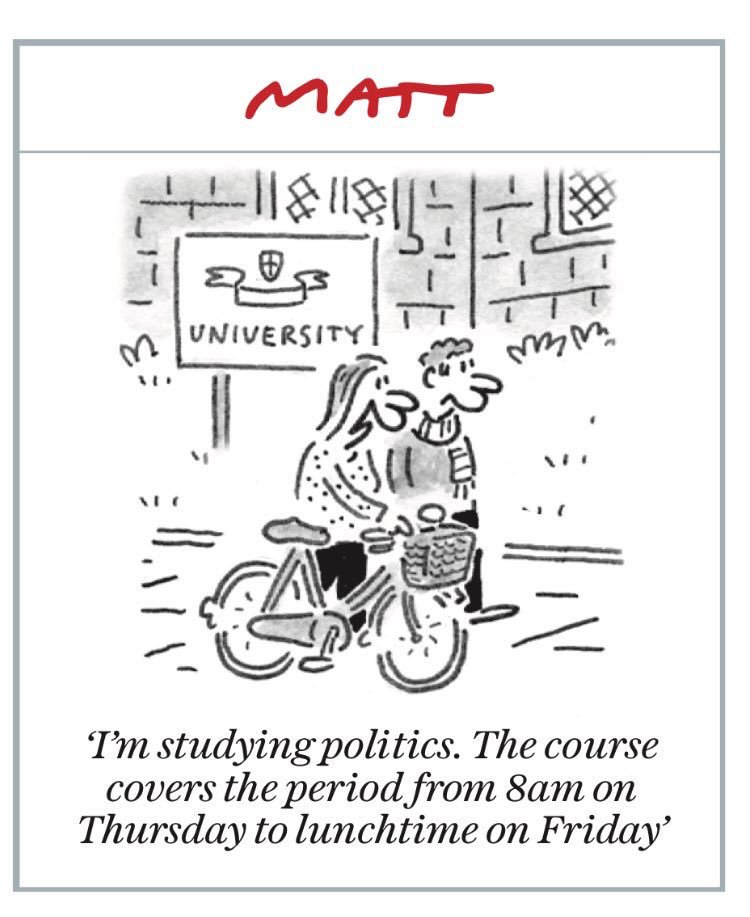 MATT
UNIVERSITY
‘I’m studying politics. The course
covers the period from 8am on
Thursday to lunchtime on Friday’